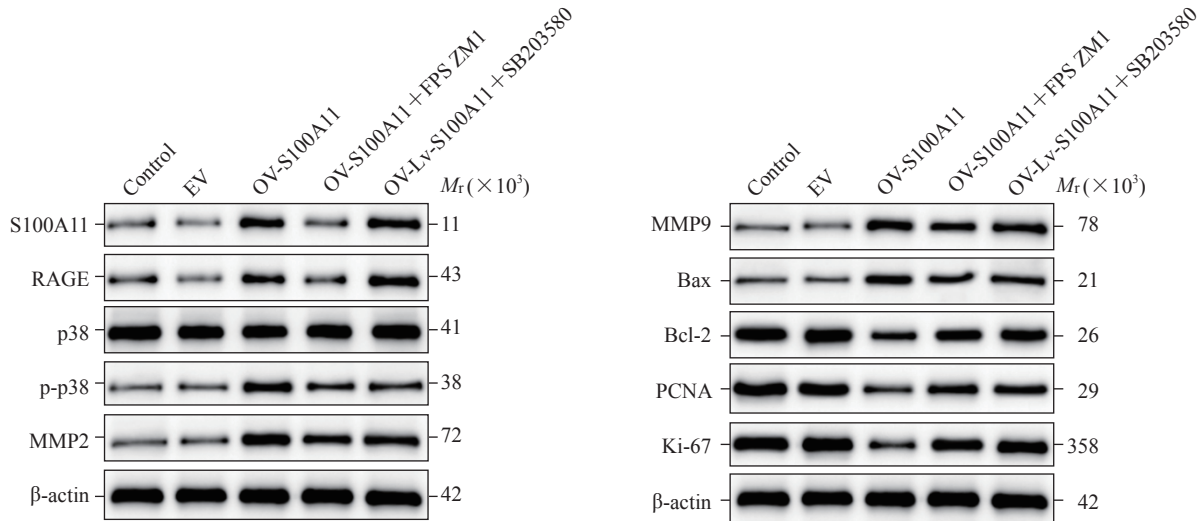 Control
EV
OV-S100A11
OV-S100A11+FPS ZM1
OV-Lv-S100A11+SB203580
Mr(×10³)
S100A11 11
RAGE 43
p38 41
p-p38 38
MMP2 72
β-actin 42
Control
EV
OV-S100A11
OV-S100A11+FPS ZM1
OV-Lv-S100A11+SB203580
Mr(×10³)
MMP9 78
Bax 21
Bcl-2 26
PCNA 29
Ki-67 358
β-actin 42